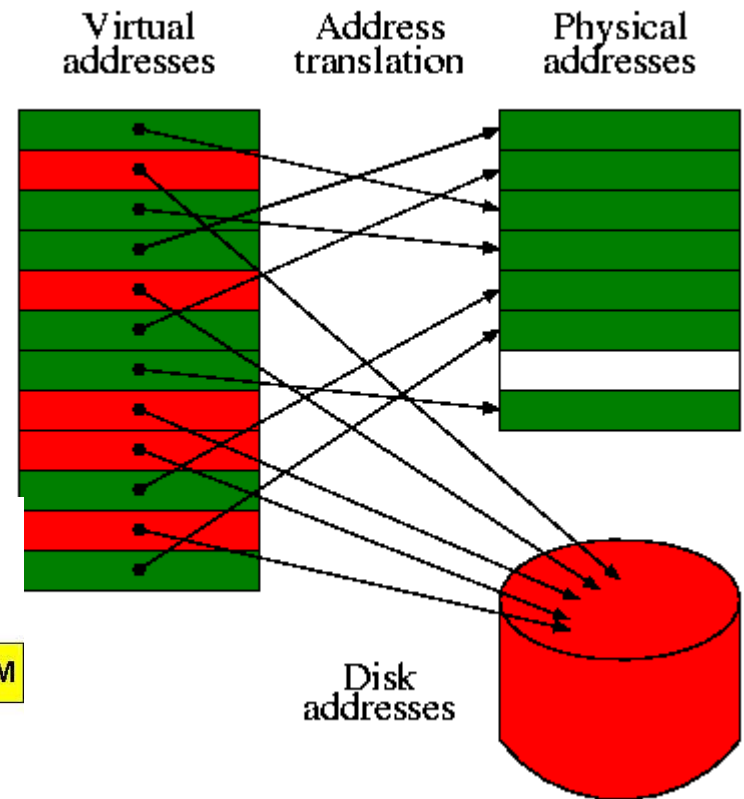 Virtual
addresses
Address
translation
Physical
addresses
M
Disk
addresses